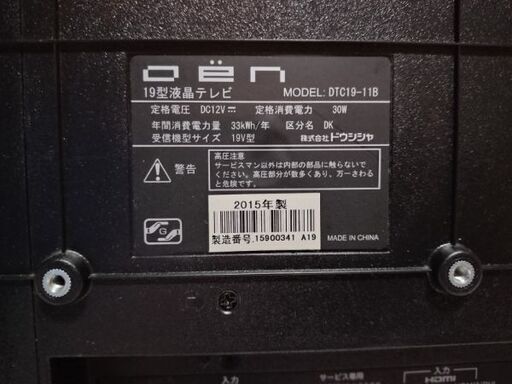 oën
19型液晶テレビ MODEL: DTC19-11B
定格電圧 DC12V⎓ 定格消費電力 30W
年間消費電力量 33kWh/年 区分名 DK
受信機型サイズ 19V型 株式会社ドウシシャ
警告
高圧注意
サービスマン以外は内部の部品に触らないで
ください。高圧部分が数多くあり、万一さわる
と危険です。
2015年製
製造番号 15900341 A19
MADE IN CHINA
入力 サービス専用 入力
HDMI